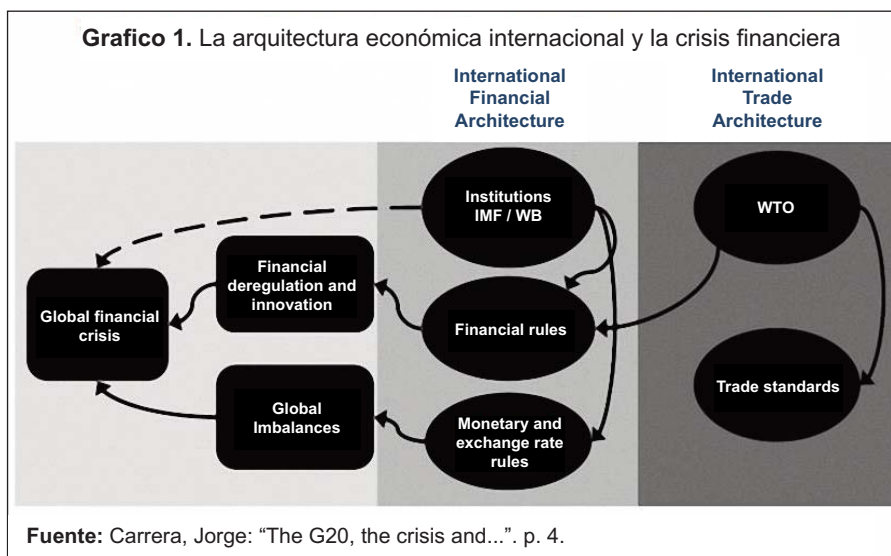 Grafico 1. La arquitectura económica internacional y la crisis financiera
International
Financial
Architecture
International
Trade
Architecture
Institutions
IMF / WB
WTO
Financial
deregulation and
innovation
Global financial
crisis
Financial rules
Trade standards
Global
Imbalances
Monetary and
exchange rate
rules
Fuente: Carrera, Jorge: “The G20, the crisis and...”. p. 4.